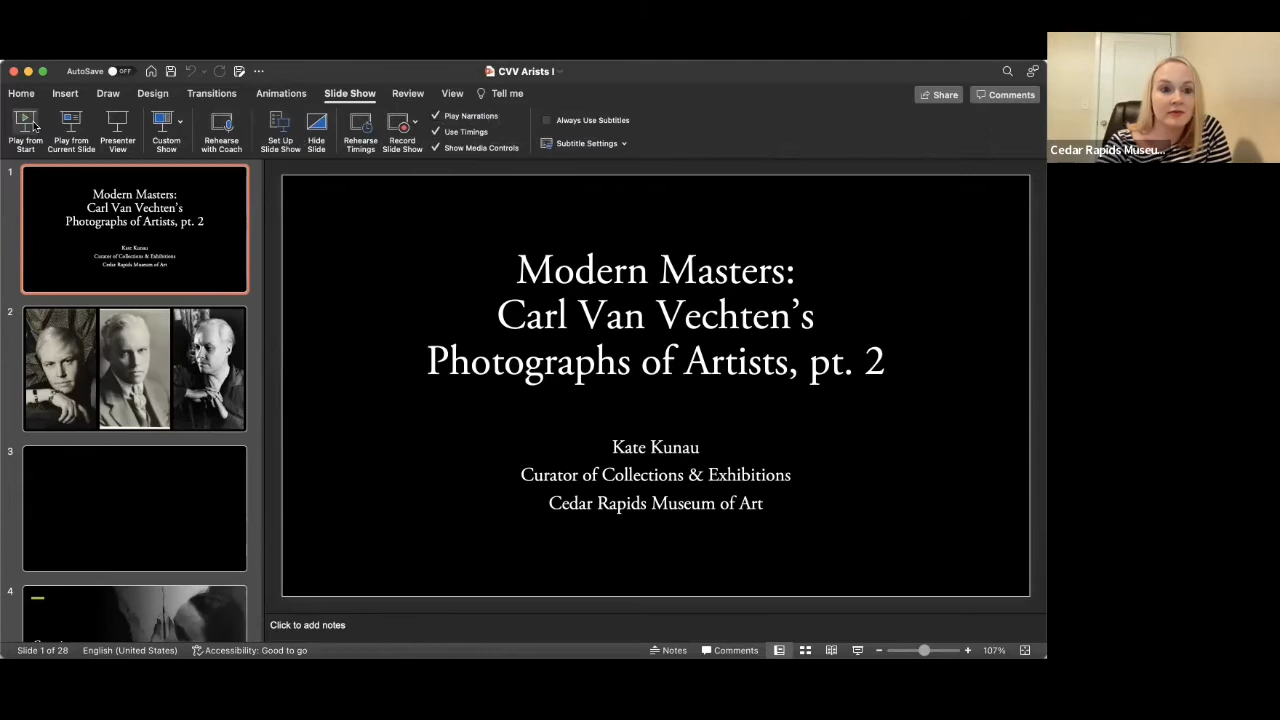 AutoSave OFF
CVV Arists I
Home Insert Draw Design Transitions Animations Slide Show Review View Tell me
Share Comments
Play from Start
Play from Current Slide
Presenter View
Custom Show
Rehearse with Coach
Set Up Slide Show
Hide Slide
Rehearse Timings
Record Slide Show
Play Narrations
Use Timings
Show Media Controls
Always Use Subtitles
Subtitle Settings
Cedar Rapids Museu...
1
Modern Masters:
Carl Van Vechten's
Photographs of Artists, pt. 2
Kate Kunau
Curator of Collections & Exhibitions
Cedar Rapids Museum of Art
2
3
4
Modern Masters:
Carl Van Vechten's
Photographs of Artists, pt. 2
Kate Kunau
Curator of Collections & Exhibitions
Cedar Rapids Museum of Art
Click to add notes
Slide 1 of 28 English (United States) Accessibility: Good to go Notes Comments 107%